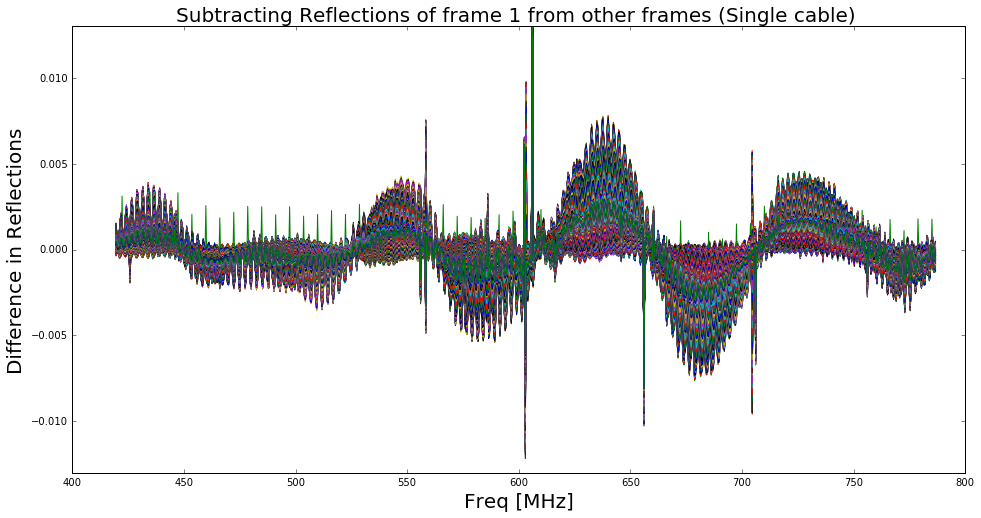 Subtracting Reflections of frame 1 from other frames (Single cable)
Difference in Reflections
0.010
0.005
0.000
−0.005
−0.010
400 450 500 550 600 650 700 750 800
Freq [MHz]